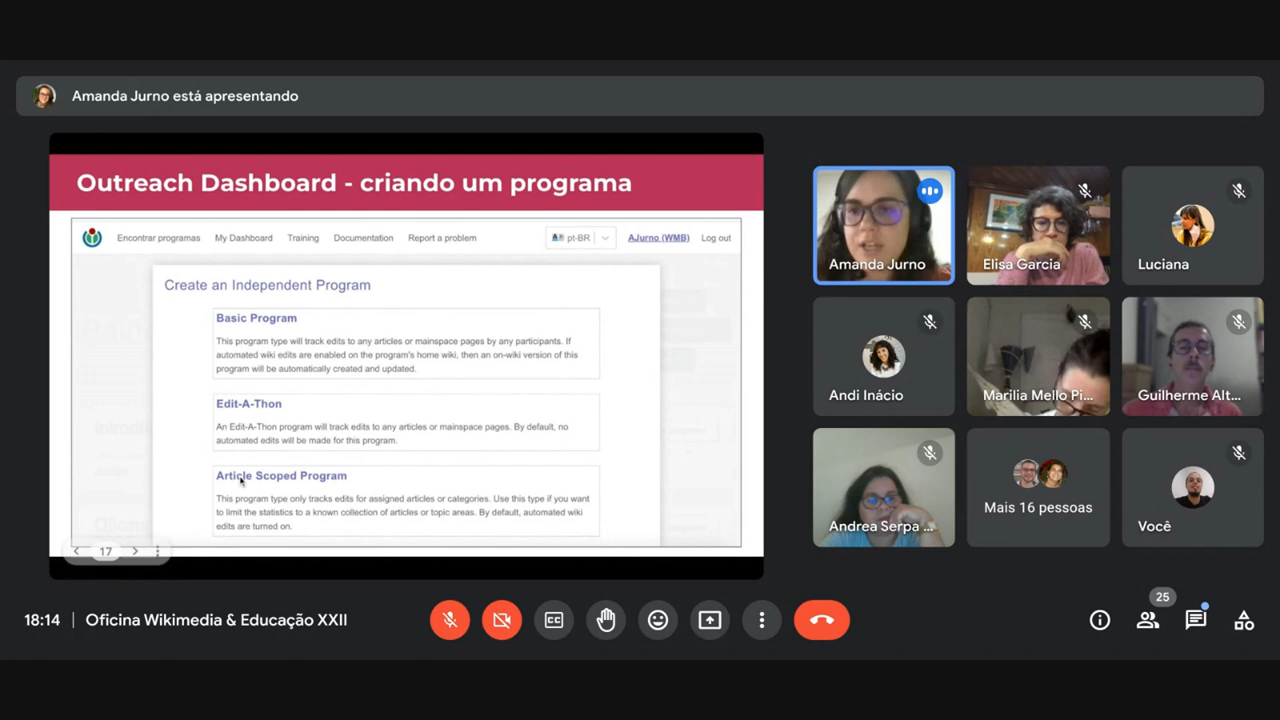 Amanda Jurno está apresentando
Outreach Dashboard - criando um programa
Encontrar programas My Dashboard Training Documentation Report a problem pt-BR AJurno (WMB) Log out
Create an Independent Program
Basic Program
This program type will track edits to any articles or mainspace pages by any participants. If
automated wiki edits are enabled on the program's home wiki, then an on-wiki version of this
program will be automatically created and updated.
Edit-A-Thon
An Edit-A-Thon program will track edits to any articles or mainspace pages. By default, no
automated edits will be made for this program.
Article Scoped Program
This program type only tracks edits for assigned articles or categories. Use this type if you want
to limit the statistics to a known collection of articles or topic areas. By default, automated wiki
edits are turned on.
17
Amanda Jurno
Elisa Garcia
Luciana
Andi Inácio
Marilia Mello Pi...
Guilherme Alt...
Andrea Serpa ...
Mais 16 pessoas
Você
18:14 Oficina Wikimedia & Educação XXII
CC
25